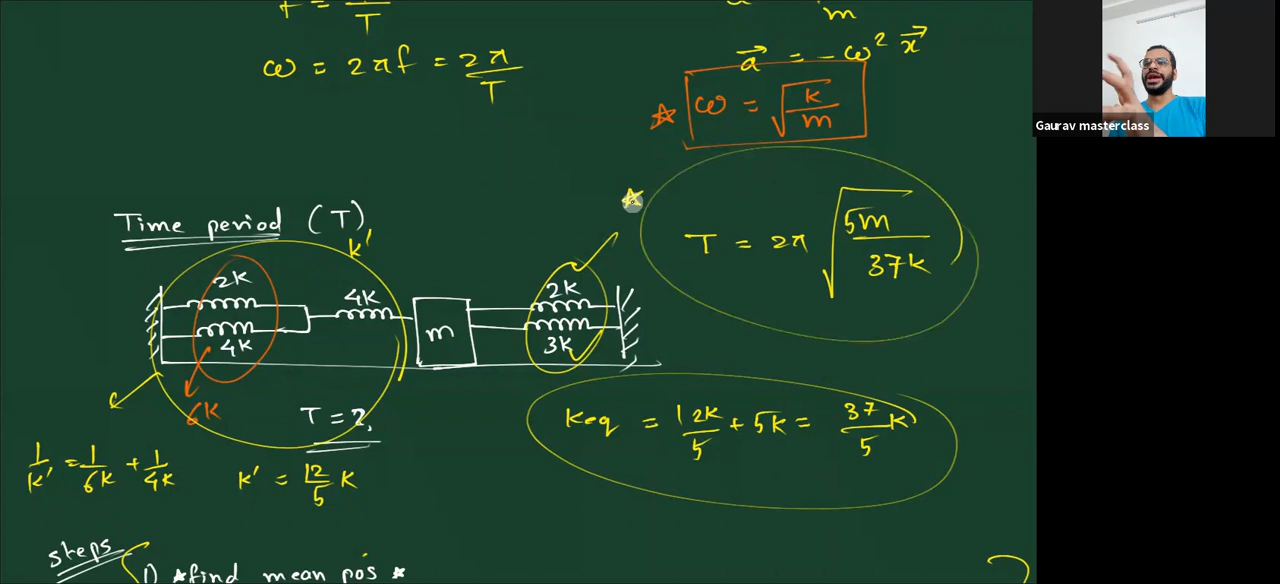 f = 1/T
m
ω = 2πf = 2π/T
a⃗ = -ω² x⃗
ω = √(k/m)
Gaurav masterclass
Time period (T)
k'
T = 2π √(5m/37k)
2K
4K
2K
4K
m
3K
6K
T = ?
Keq = 12K/5 + 5K = 37/5 K
1/K' = 1/6K + 1/4K
K' = 12/5 K
steps
1) *find mean pos *